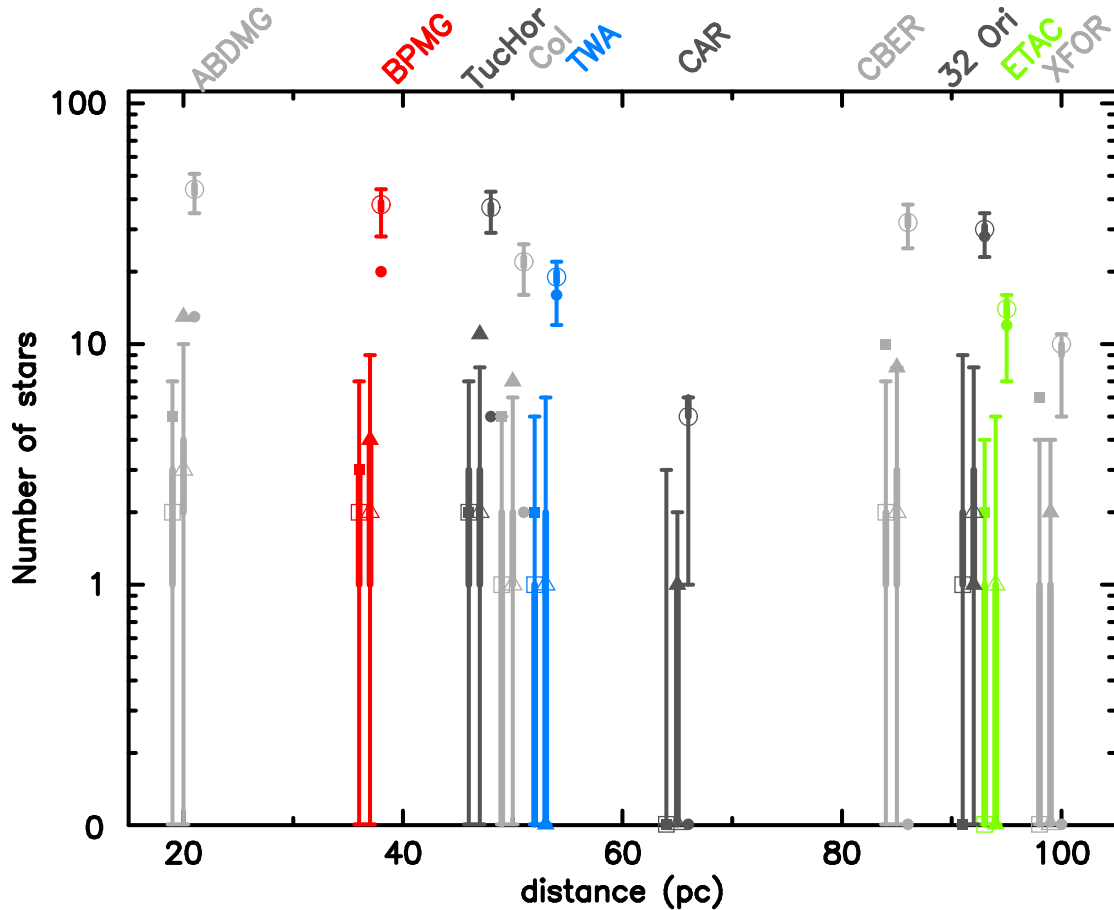 ABDMG
BPMG
TucHor
Col
TWA
CAR
CBER
32 Ori
ETAC
XFOR
100
10
1
0
Number of stars
20
40
60
80
100
distance (pc)